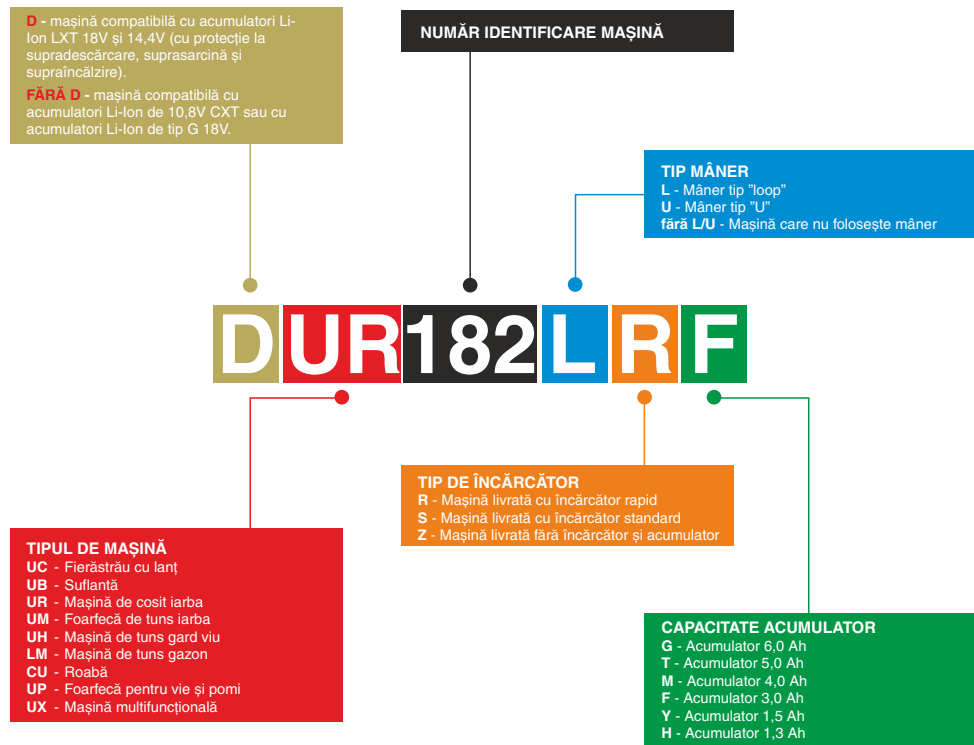 D - mașină compatibilă cu acumulatori Li-
Ion LXT 18V și 14,4V (cu protecție la
supradescărcare, suprasarcină și
supraîncălzire).
FĂRĂ D - mașină compatibilă cu
acumulatori Li-Ion de 10,8V CXT sau cu
acumulatori Li-Ion de tip G 18V.
NUMĂR IDENTIFICARE MAȘINĂ
TIP MÂNER
L - Mâner tip ”loop”
U - Mâner tip ”U”
fără L/U - Mașină care nu folosește mâner
DUR182LRF
TIP DE ÎNCĂRCĂTOR
R - Mașină livrată cu încărcător rapid
S - Mașină livrată cu încărcător standard
Z - Mașină livrată fără încărcător și acumulator
TIPUL DE MAȘINĂ
UC - Fierăstrău cu lanț
UB - Suflantă
UR - Mașină de cosit iarba
UM - Foarfecă de tuns iarba
UH - Mașină de tuns gard viu
LM - Mașină de tuns gazon
CU - Roabă
UP - Foarfecă pentru vie și pomi
UX - Mașină multifuncțională
CAPACITATE ACUMULATOR
G - Acumulator 6,0 Ah
T - Acumulator 5,0 Ah
M - Acumulator 4,0 Ah
F - Acumulator 3,0 Ah
Y - Acumulator 1,5 Ah
H - Acumulator 1,3 Ah